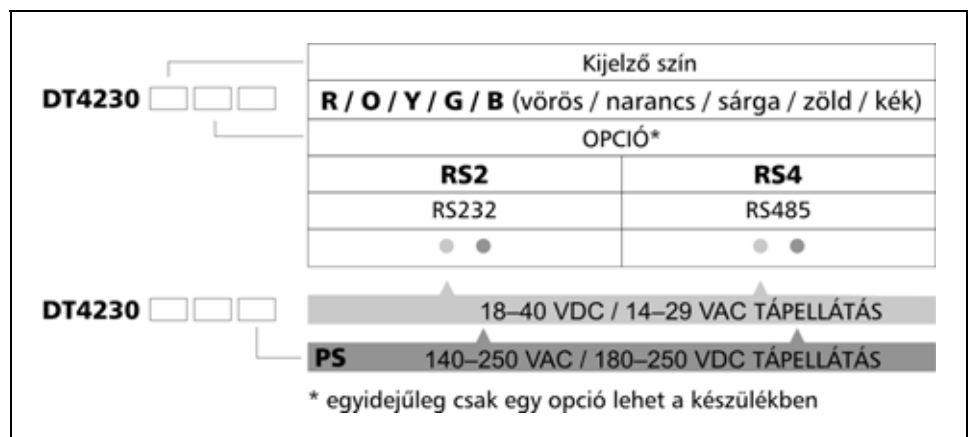 Kijelző szín
DT4230
R / O / Y / G / B (vörös / narancs / sárga / zöld / kék)
OPCIÓ*
RS2 RS4
RS232 RS485
DT4230
18–40 VDC / 14–29 VAC TÁPELLÁTÁS
PS 140–250 VAC / 180–250 VDC TÁPELLÁTÁS
* egyidejűleg csak egy opció lehet a készülékben